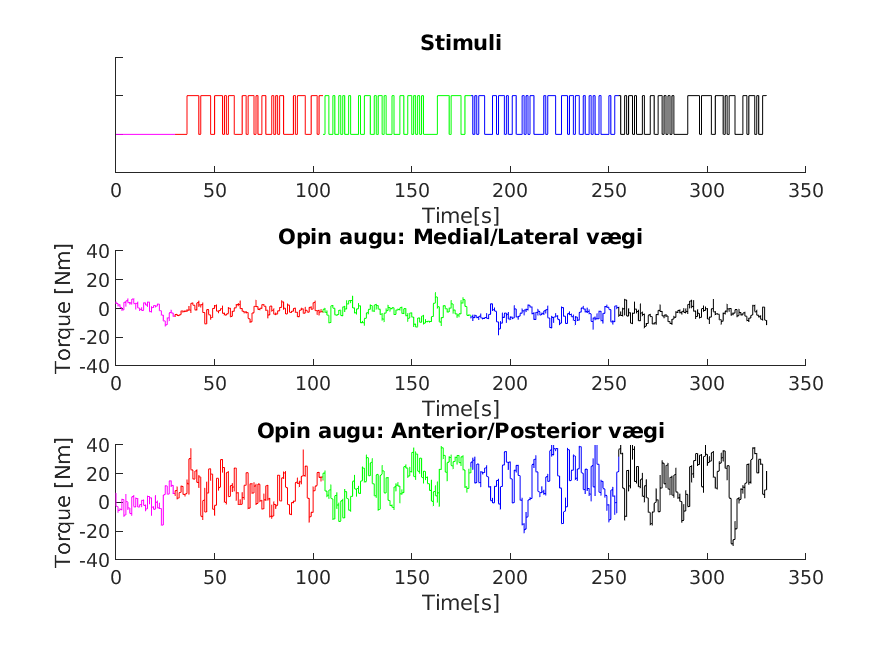 Stimuli
0 50 100 150 200 250 300 350
Time[s]
Opin augu: Medial/Lateral vægi
Torque [Nm]
40
20
0
-20
-40
0 50 100 150 200 250 300 350
Time[s]
Opin augu: Anterior/Posterior vægi
Torque [Nm]
40
20
0
-20
-40
0 50 100 150 200 250 300 350
Time[s]